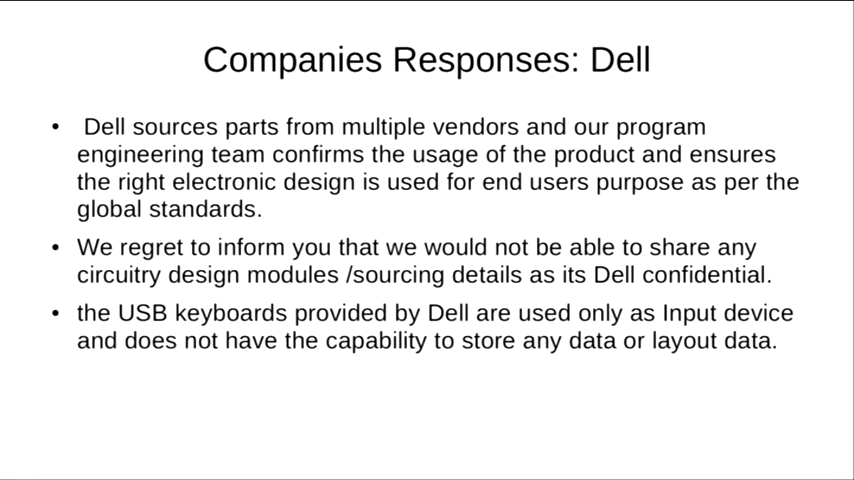 Companies Responses: Dell
• Dell sources parts from multiple vendors and our program
engineering team confirms the usage of the product and ensures
the right electronic design is used for end users purpose as per the
global standards.
• We regret to inform you that we would not be able to share any
circuitry design modules /sourcing details as its Dell confidential.
• the USB keyboards provided by Dell are used only as Input device
and does not have the capability to store any data or layout data.